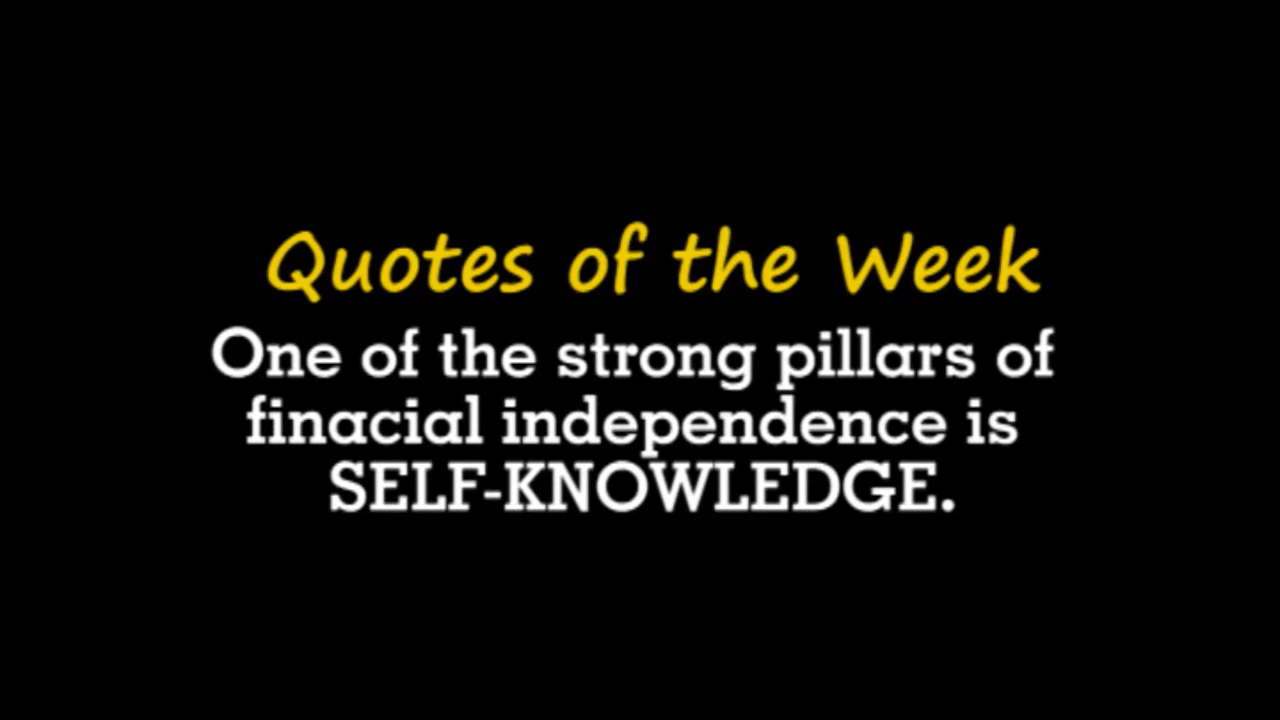 Quotes of the Week
One of the strong pillars of
finacial independence is
SELF-KNOWLEDGE.